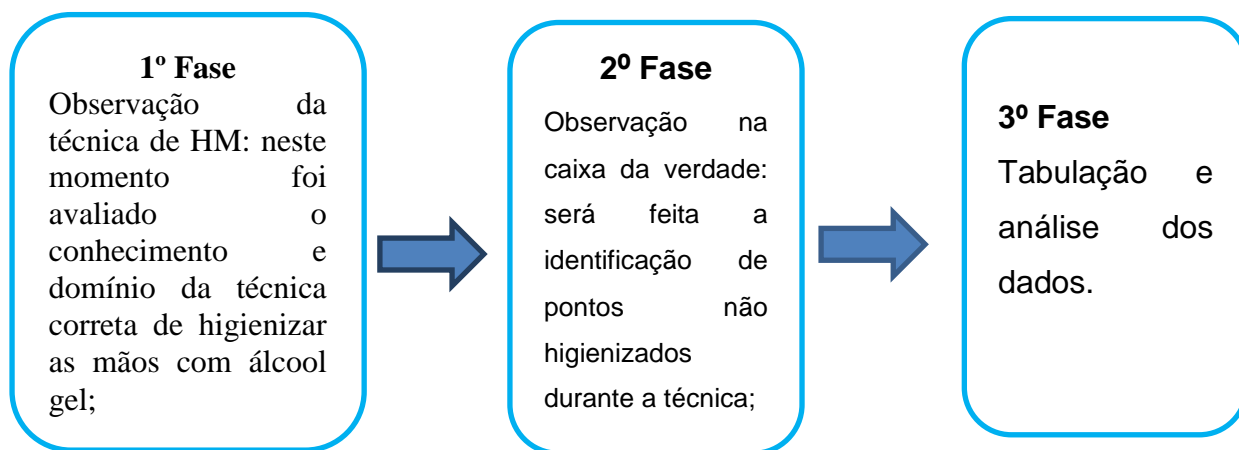 1º Fase
Observação da
técnica de HM: neste
momento foi
avaliado o
conhecimento e
domínio da técnica
correta de higienizar
as mãos com álcool
gel;
2º Fase
Observação na
caixa da verdade:
será feita a
identificação de
pontos não
higienizados
durante a técnica;
3º Fase
Tabulação e
análise dos
dados.